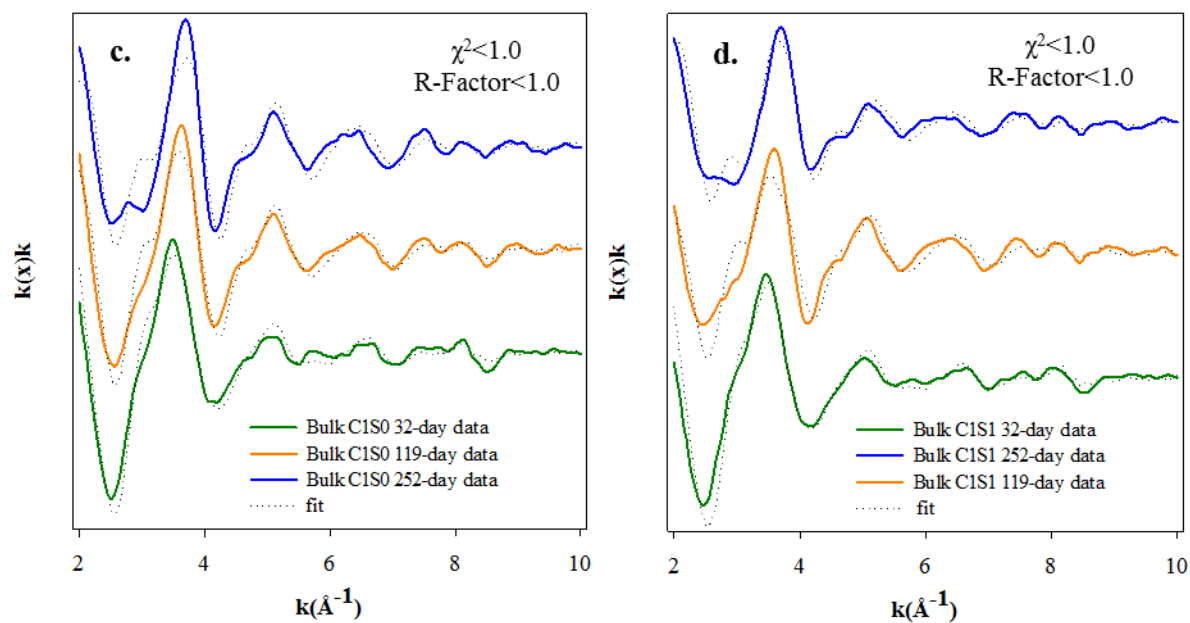 c.
χ²<1.0
R-Factor<1.0
k(x)k
Bulk C1S0 32-day data
Bulk C1S0 119-day data
Bulk C1S0 252-day data
fit
2 4 6 8 10
k(Å⁻¹)
d.
χ²<1.0
R-Factor<1.0
k(x)k
Bulk C1S1 32-day data
Bulk C1S1 252-day data
Bulk C1S1 119-day data
fit
2 4 6 8 10
k(Å⁻¹)